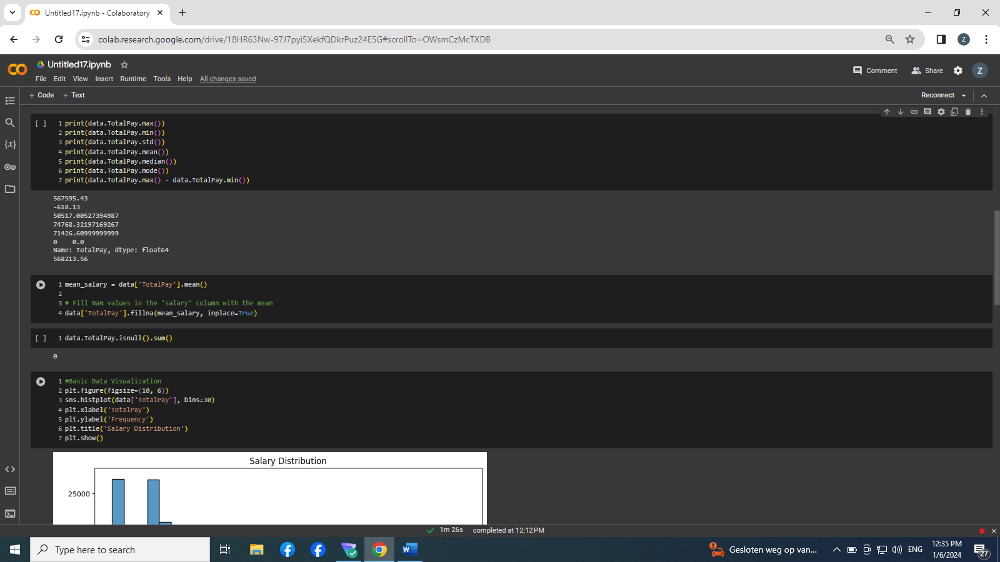 Untitled17.ipynb - Colaboratory
colab.research.google.com/drive/18HR63Nw-97J7pyi5XekfQDkrPuz24E5G#scrollTo=OWsmCzMcTXDB
Z
Untitled17.ipynb
File Edit View Insert Runtime Tools Help All changes saved
Comment Share Z
+ Code + Text
Reconnect
[ ] 1 print(data.TotalPay.max())
2 print(data.TotalPay.min())
3 print(data.TotalPay.std())
4 print(data.TotalPay.mean())
5 print(data.TotalPay.median())
6 print(data.TotalPay.mode())
7 print(data.TotalPay.max() - data.TotalPay.min())
567595.43
-618.13
50517.00527394987
74768.32197169267
71426.60999999999
0 0.0
Name: TotalPay, dtype: float64
568213.56
1 mean_salary = data['TotalPay'].mean()
2
3 # Fill NaN values in the 'salary' column with the mean
4 data['TotalPay'].fillna(mean_salary, inplace=True)
[ ] 1 data.TotalPay.isnull().sum()
0
1 #Basic Data Visualization
2 plt.figure(figsize=(10, 6))
3 sns.histplot(data['TotalPay'], bins=30)
4 plt.xlabel('TotalPay')
5 plt.ylabel('Frequency')
6 plt.title('Salary Distribution')
7 plt.show()
Salary Distribution
25000
1m 26s completed at 12:12 PM
Type here to search
Gesloten weg op van...
ENG
12:35 PM
1/6/2024
27